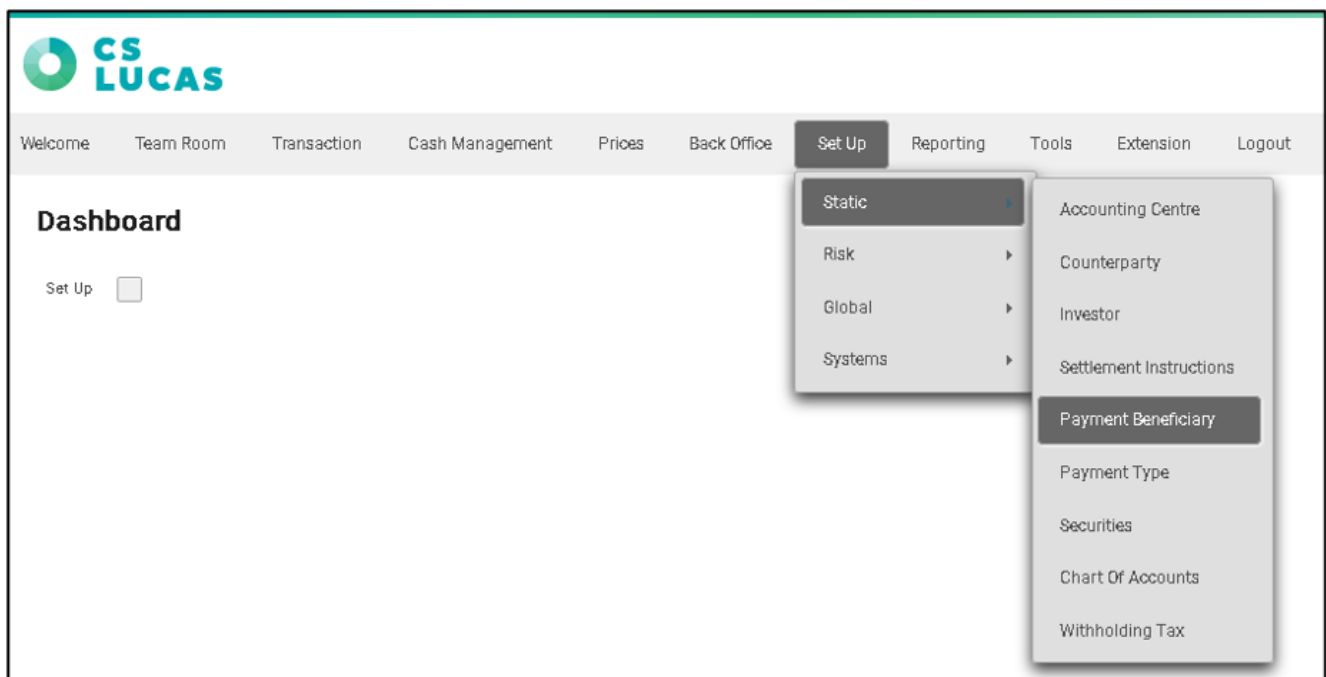 CS
LUCAS
Welcome Team Room Transaction Cash Management Prices Back Office Set Up Reporting Tools Extension Logout
Dashboard
Set Up
Static
Risk
Global
Systems
Accounting Centre
Counterparty
Investor
Settlement Instructions
Payment Beneficiary
Payment Type
Securities
Chart Of Accounts
Withholding Tax